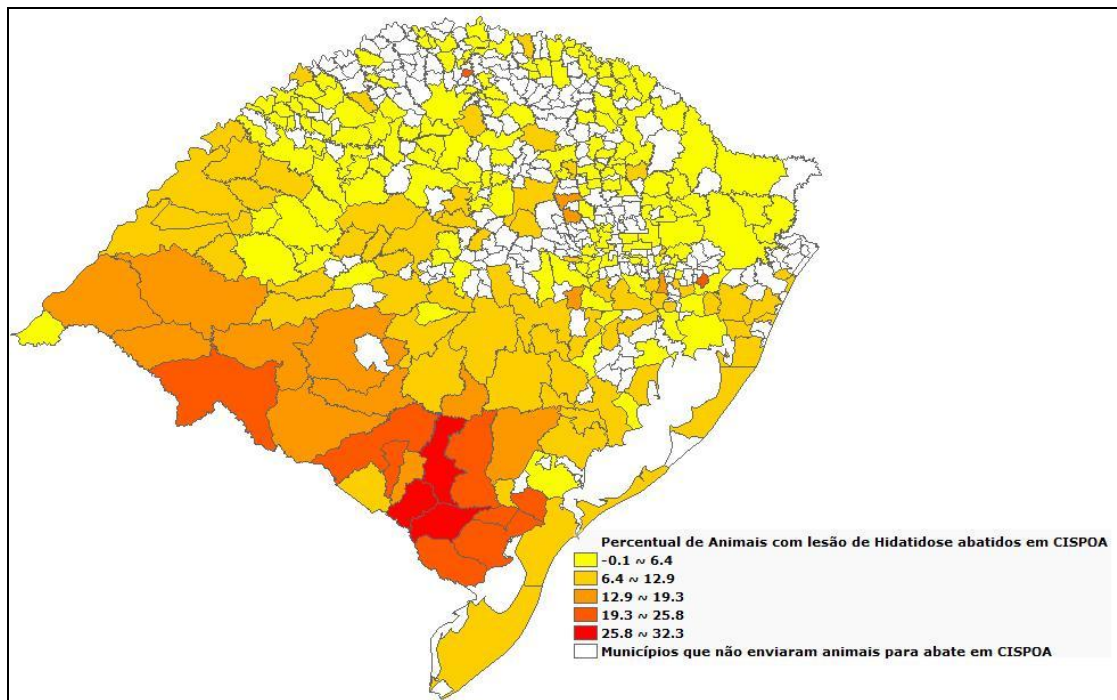 Percentual de Animais com lesão de Hidatidose abatidos em CISPOA
-0.1 ~ 6.4
6.4 ~ 12.9
12.9 ~ 19.3
19.3 ~ 25.8
25.8 ~ 32.3
Municípios que não enviaram animais para abate em CISPOA